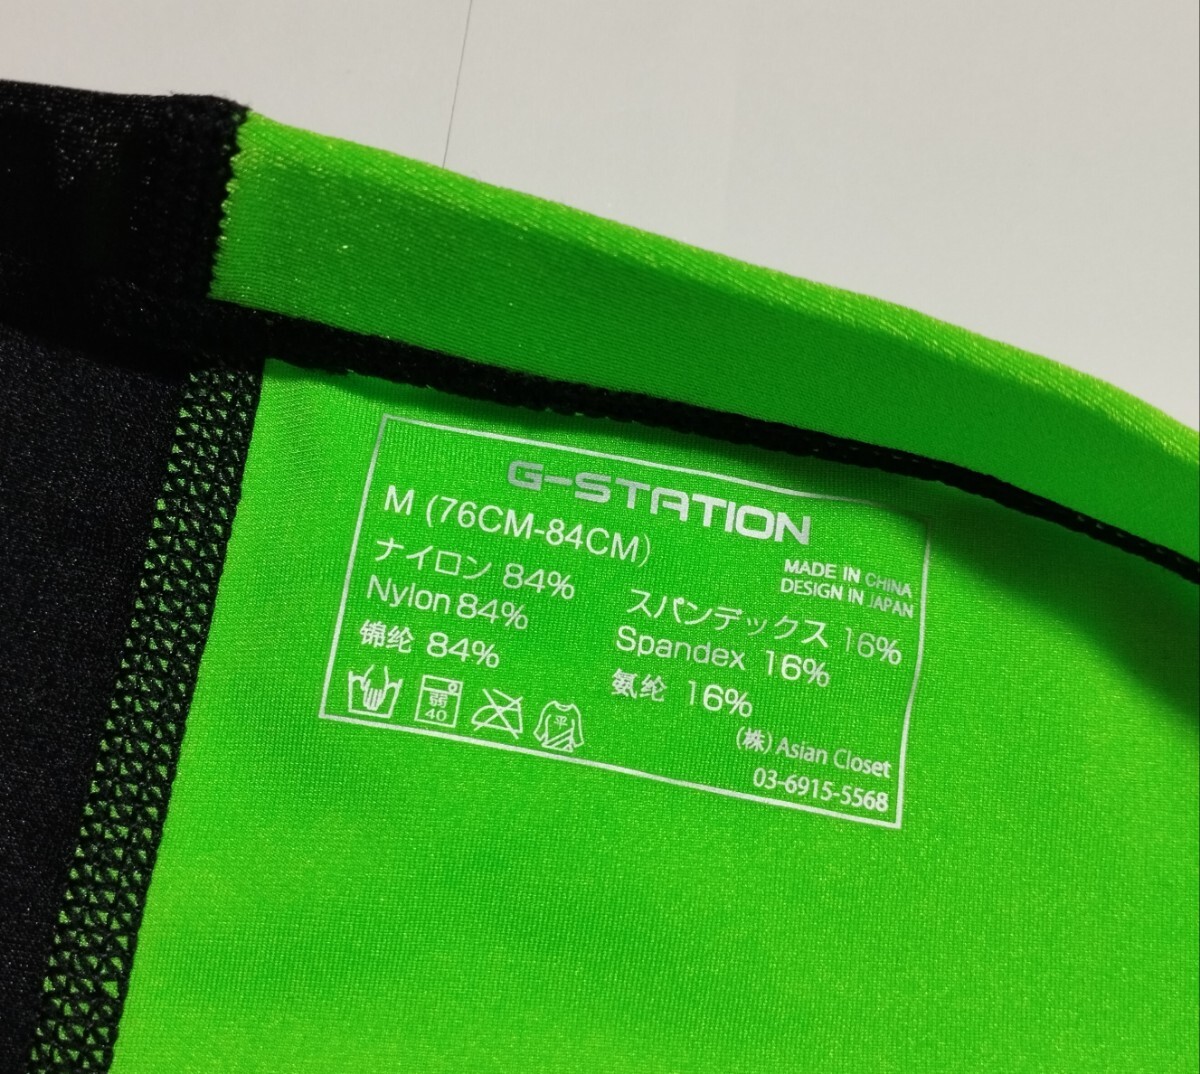 G-STATION
M (76CM-84CM)
MADE IN CHINA
DESIGN IN JAPAN
ナイロン 84% スパンデックス 16%
Nylon 84% Spandex 16%
锦纶 84% 氨纶 16%
弱
40
平
(株) Asian Closet
03-6915-5568